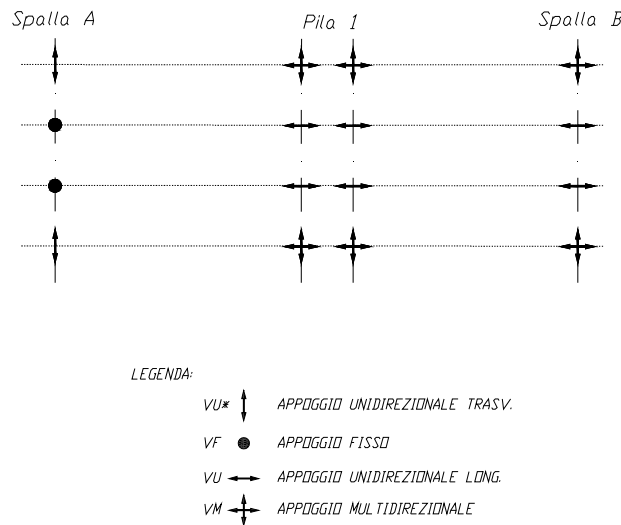 Spalla A Pila 1 Spalla B
LEGENDA:
VU* APPOGGIO UNIDIREZIONALE TRASV.
VF APPOGGIO FISSO
VU APPOGGIO UNIDIREZIONALE LONG.
VM APPOGGIO MULTIDIREZIONALE